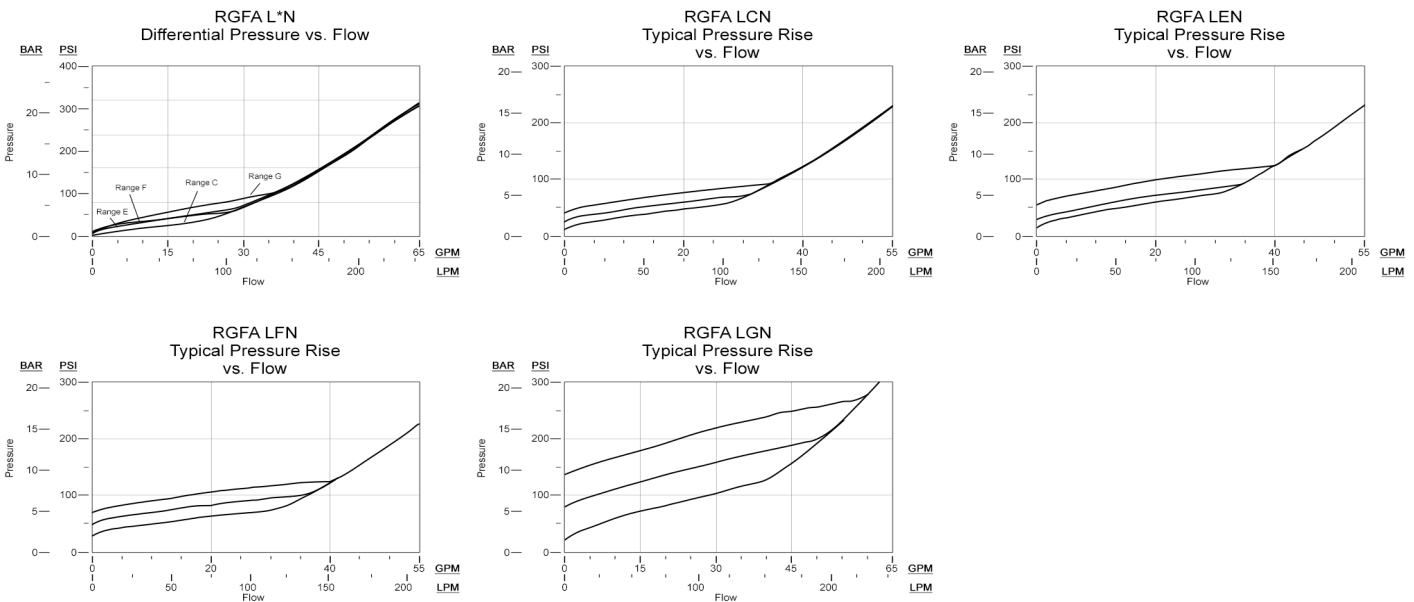 RGFA L*N
Differential Pressure vs. Flow
BAR PSI
400
300
20
200
10
100
0 0
Pressure
Range G
Range C
Range F
Range E
0 15 30 45 65 GPM
0 100 200 LPM
Flow
RGFA LCN
Typical Pressure Rise
vs. Flow
BAR PSI
300
20
15
200
10
100
5
0 0
Pressure
0 20 40 55 GPM
0 50 100 150 200 LPM
Flow
RGFA LEN
Typical Pressure Rise
vs. Flow
BAR PSI
300
20
15
200
10
100
5
0 0
Pressure
0 20 40 55 GPM
0 50 100 150 200 LPM
Flow
RGFA LFN
Typical Pressure Rise
vs. Flow
BAR PSI
300
20
15
200
10
100
5
0 0
Pressure
0 20 40 55 GPM
0 50 100 150 200 LPM
Flow
RGFA LGN
Typical Pressure Rise
vs. Flow
BAR PSI
300
20
15
200
10
100
5
0 0
Pressure
0 15 30 45 65 GPM
0 100 200 LPM
Flow